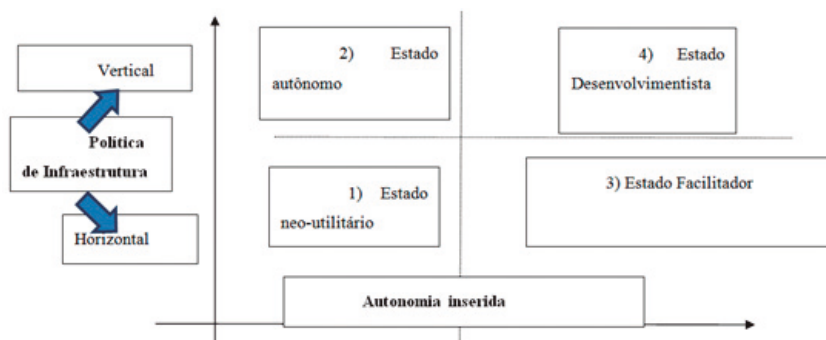 Vertical
Política
de Infraestrutura
Horizontal
2) Estado
autônomo
4) Estado
Desenvolvimentista
1) Estado
neo-utilitário
3) Estado Facilitador
Autonomia inserida